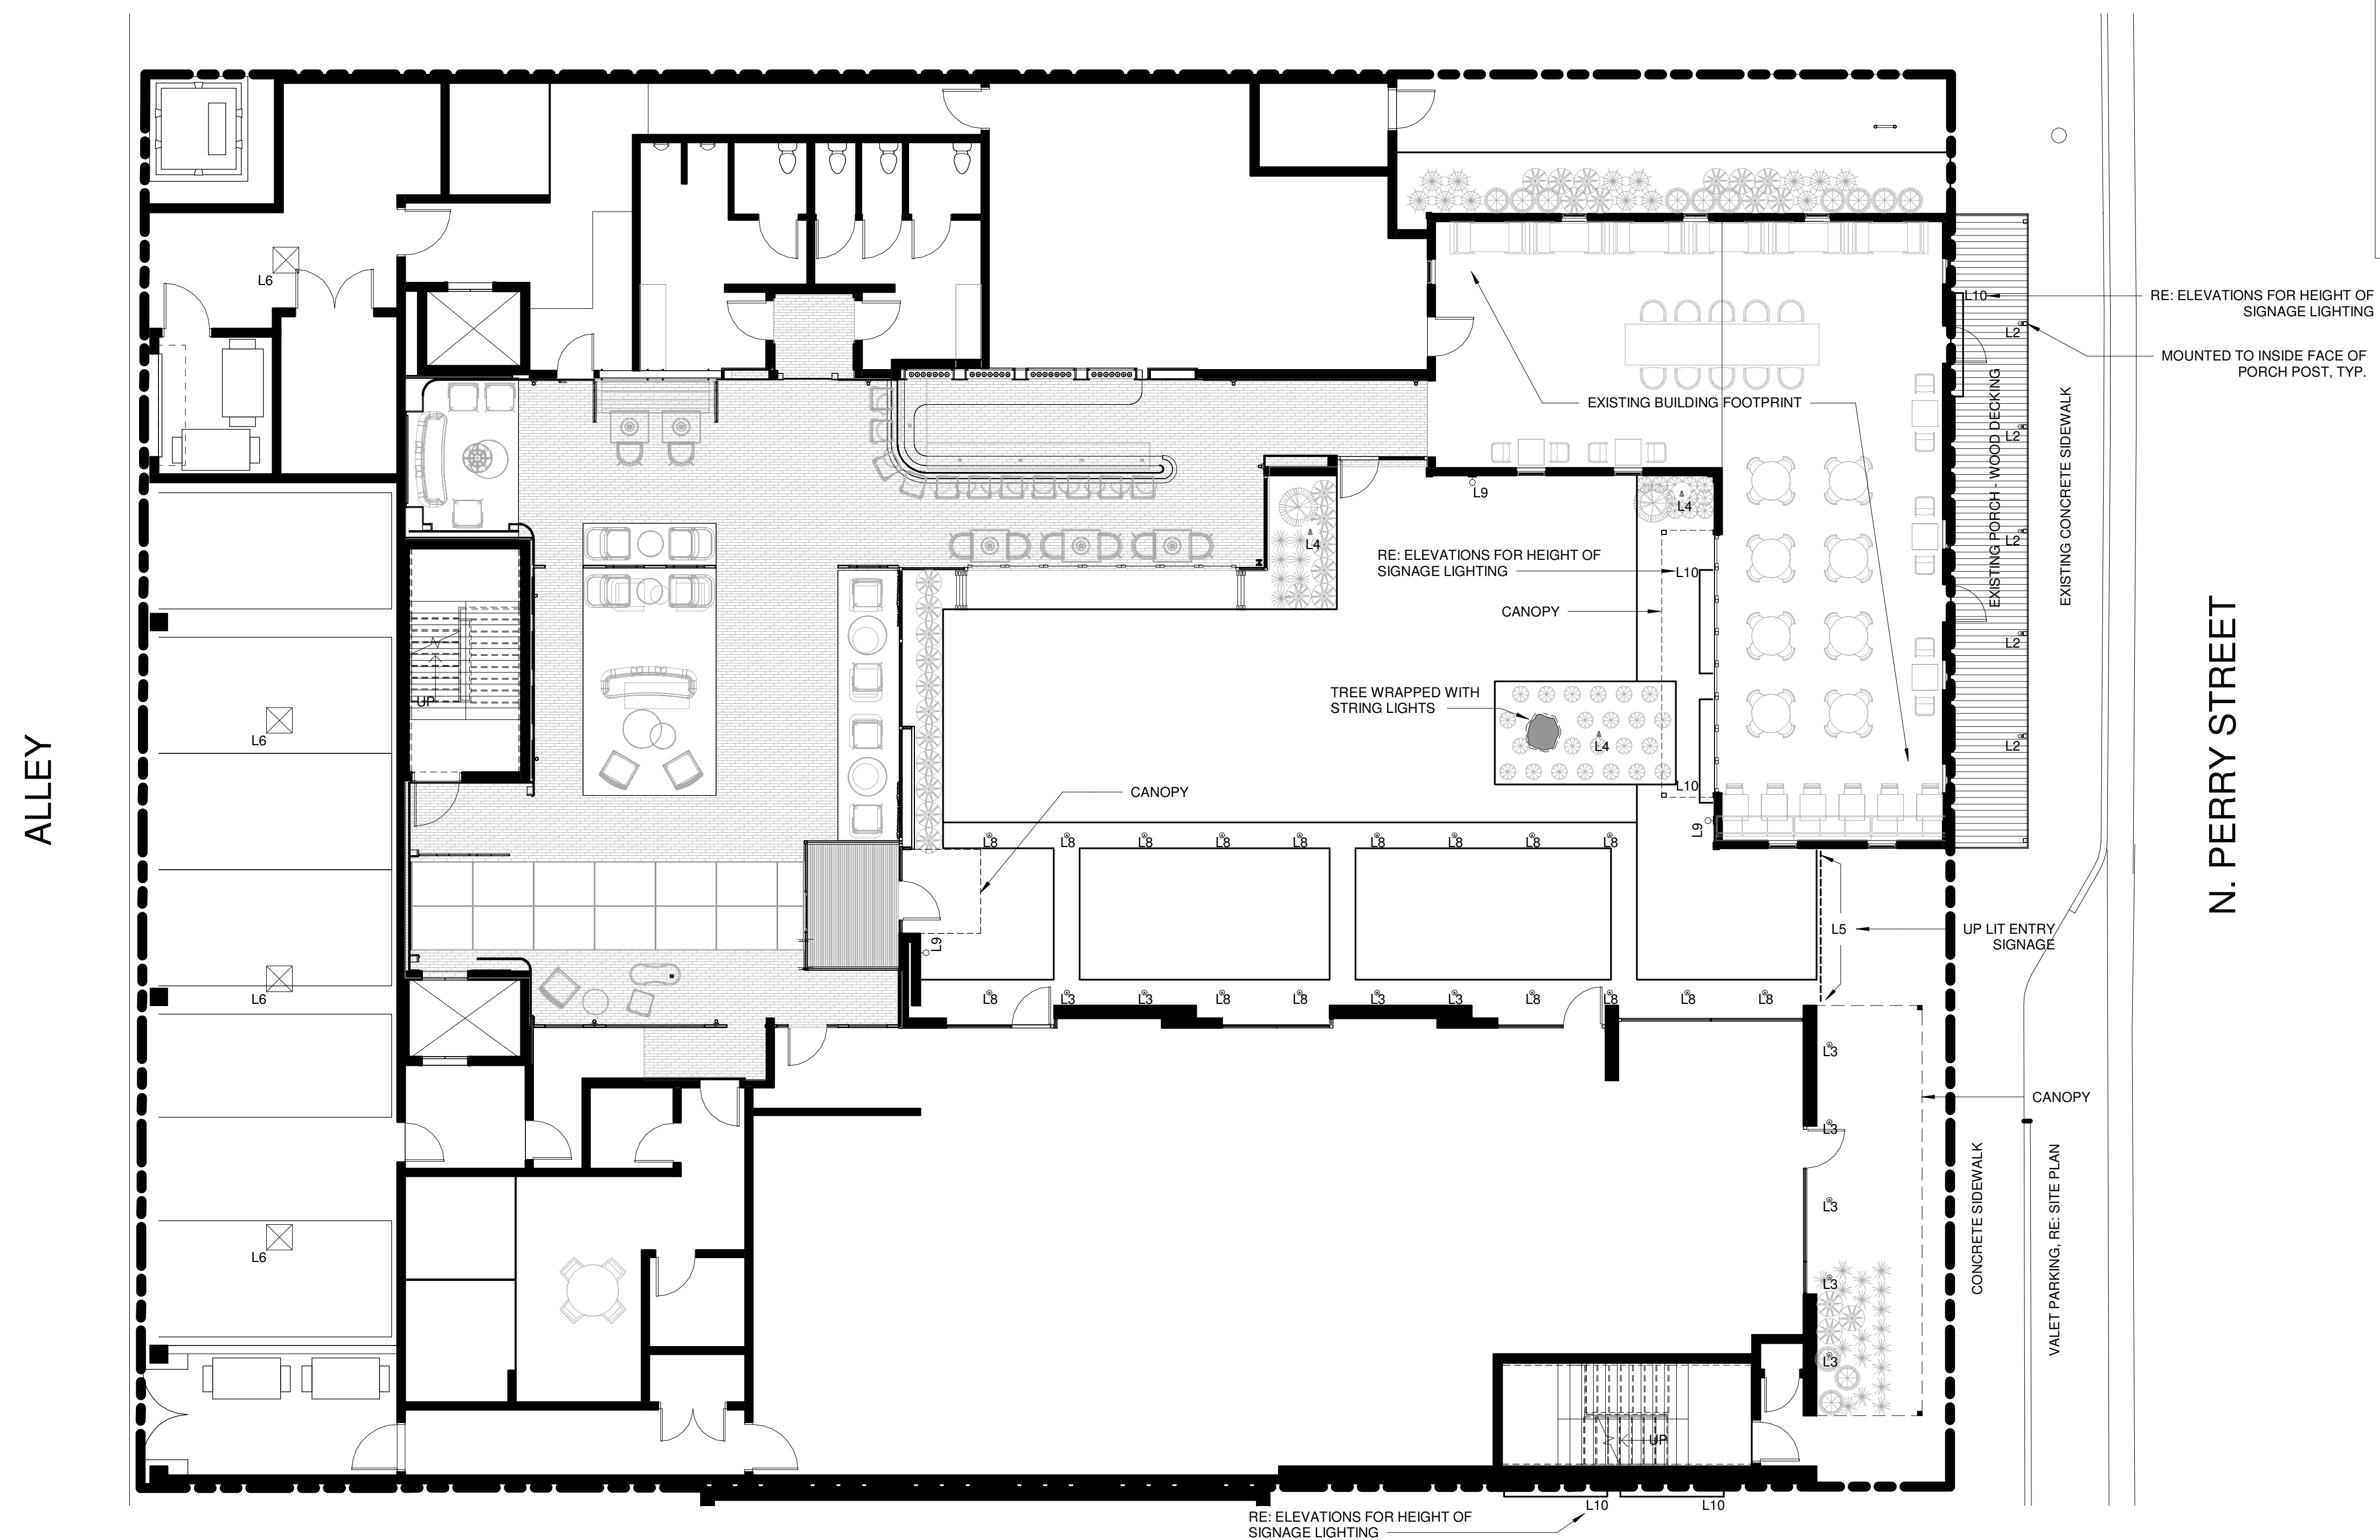 L6
L10
RE: ELEVATIONS FOR HEIGHT OF
SIGNAGE LIGHTING
L2
MOUNTED TO INSIDE FACE OF
PORCH POST, TYP.
EXISTING BUILDING FOOTPRINT
EXISTING PORCH - WOOD DECKING
EXISTING CONCRETE SIDEWALK
L2
L9
L4
L4
L2
RE: ELEVATIONS FOR HEIGHT OF
SIGNAGE LIGHTING
L10
CANOPY
L2
UP
TREE WRAPPED WITH
STRING LIGHTS
L6
L4
L2
ALLEY
N. PERRY STREET
L10
CANOPY
L9
L8
L8
L8
L8
L8
L8
L8
L8
L8
L9
L5
UP LIT ENTRY
SIGNAGE
L6
L8
L3
L3
L8
L8
L3
L3
L8
L8
L8
L8
L3
CANOPY
L3
L3
CONCRETE SIDEWALK
VALET PARKING, RE: SITE PLAN
L6
L3
L3
UP
L10
L10
RE: ELEVATIONS FOR HEIGHT OF
SIGNAGE LIGHTING